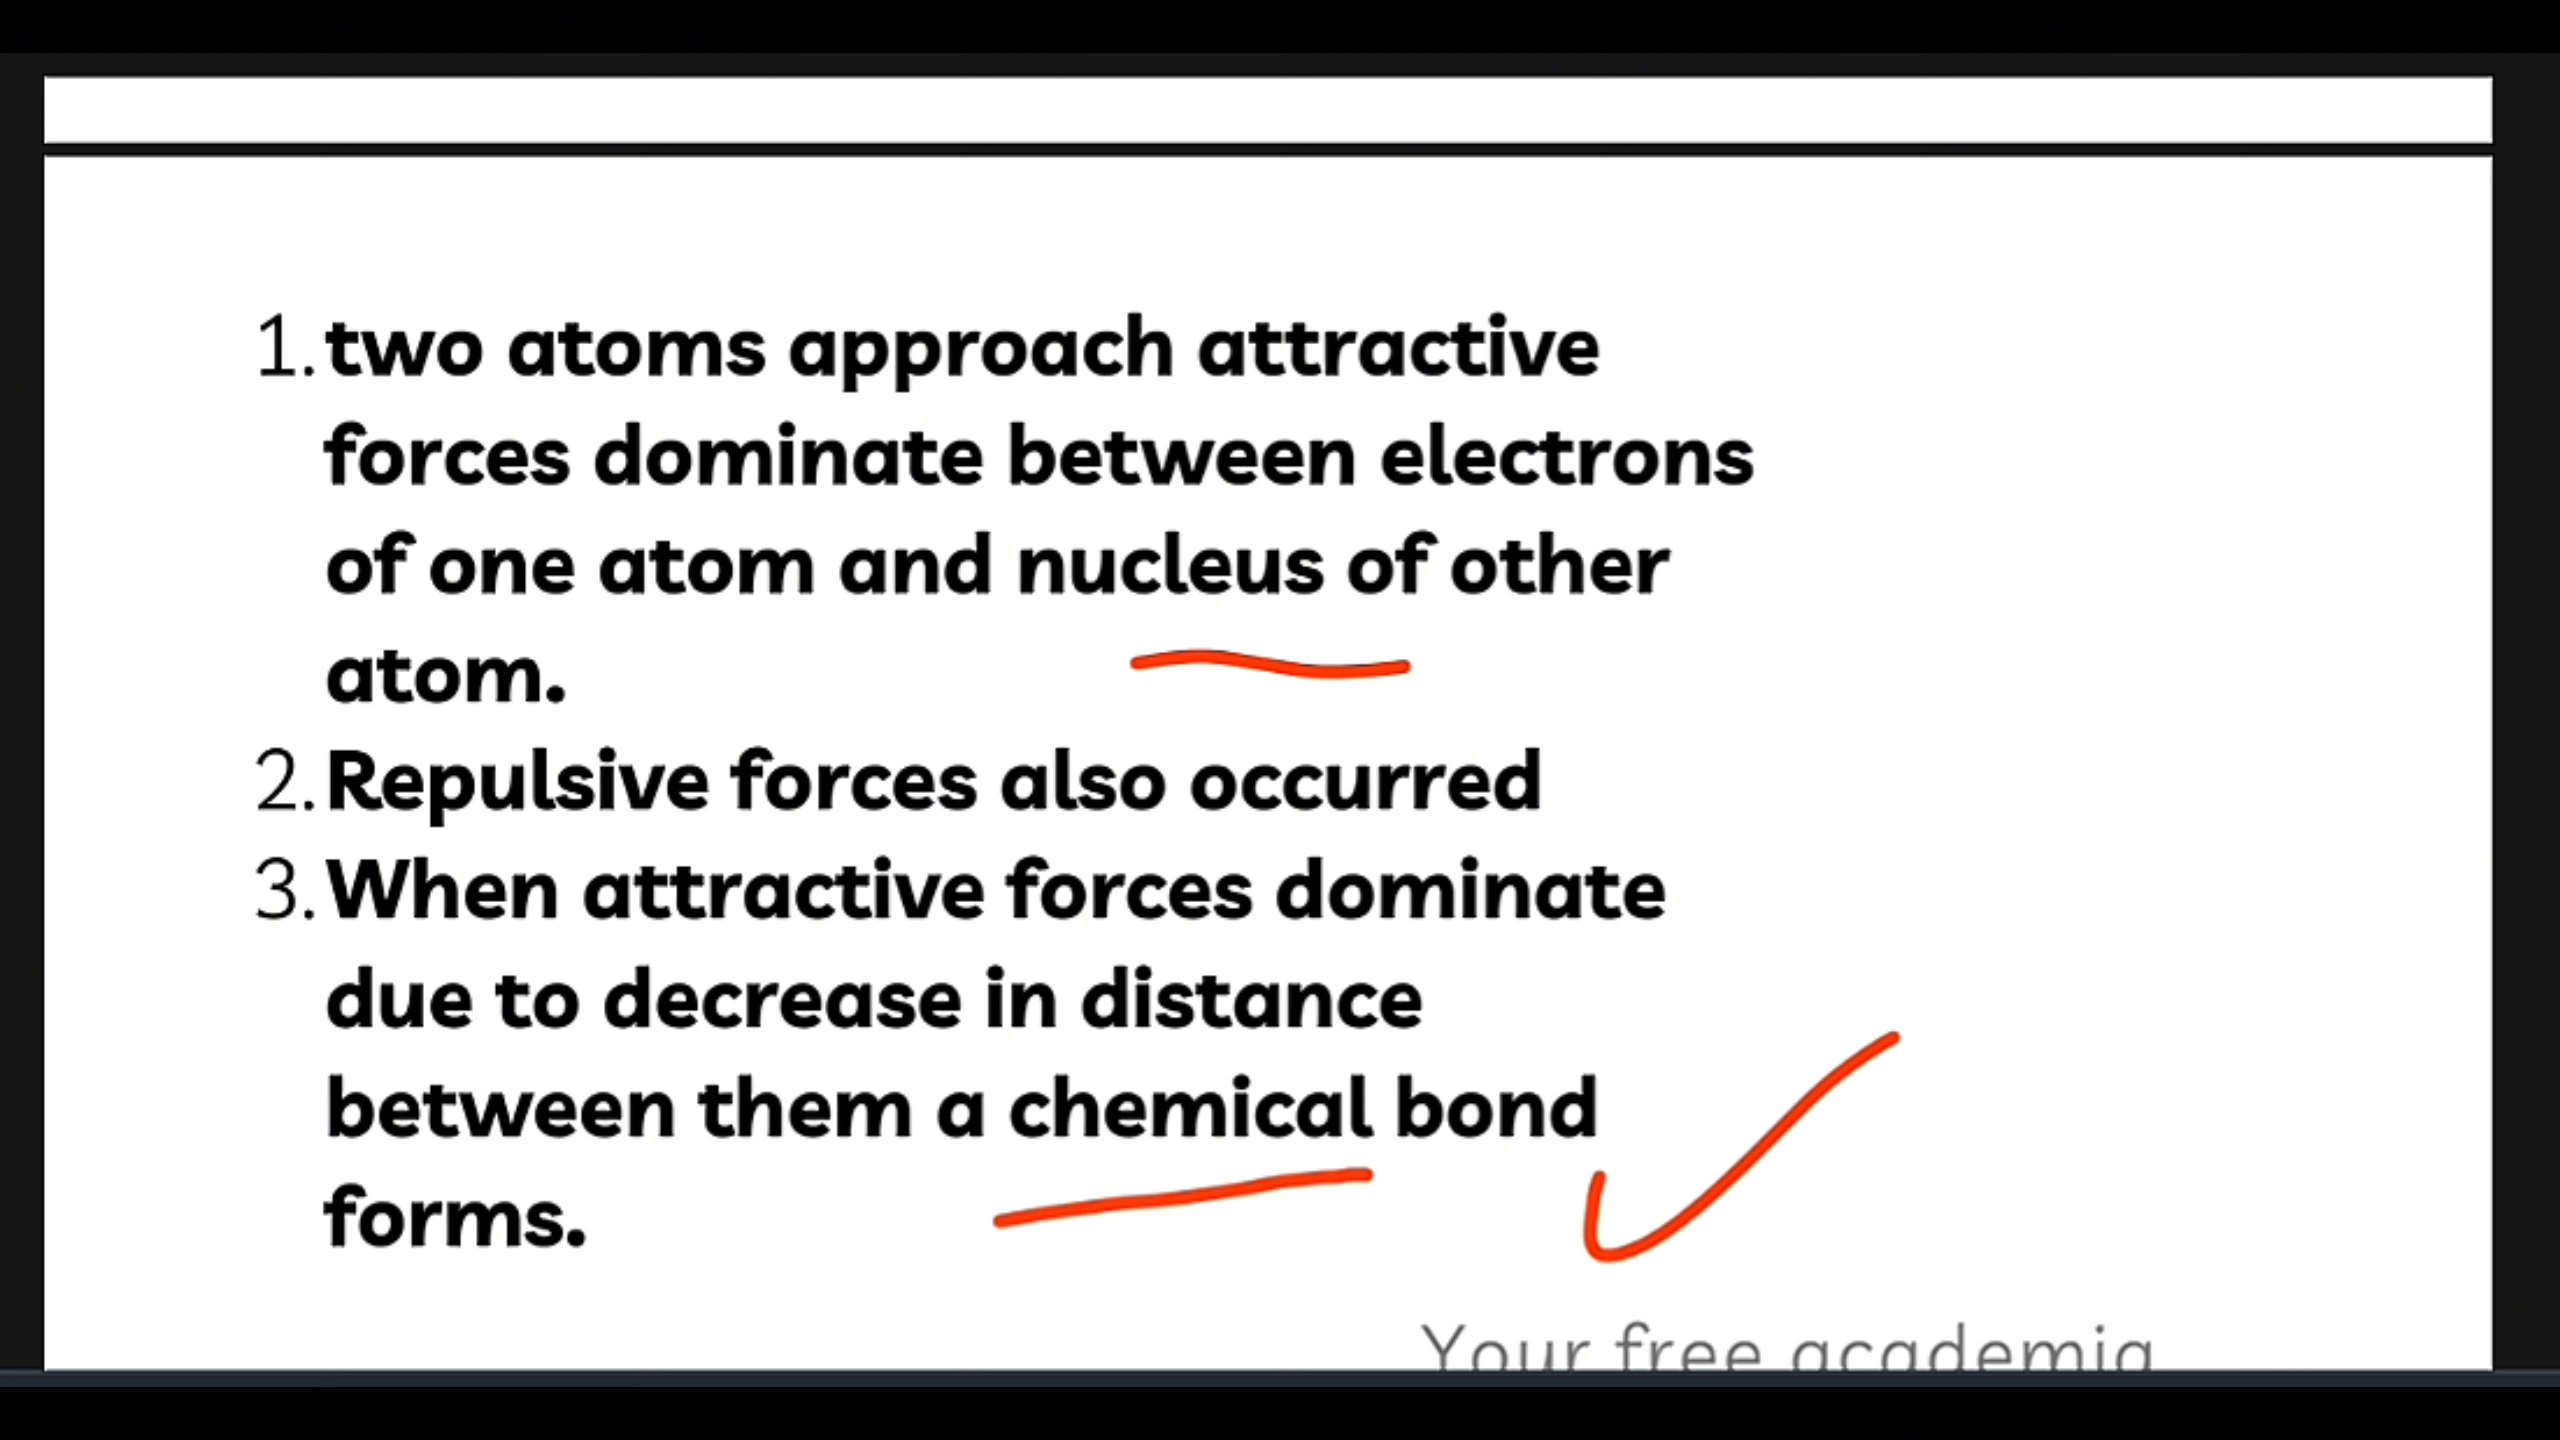 1. two atoms approach attractive
forces dominate between electrons
of one atom and nucleus of other
atom.
2. Repulsive forces also occurred
3. When attractive forces dominate
due to decrease in distance
between them a chemical bond
forms.
Your free academia